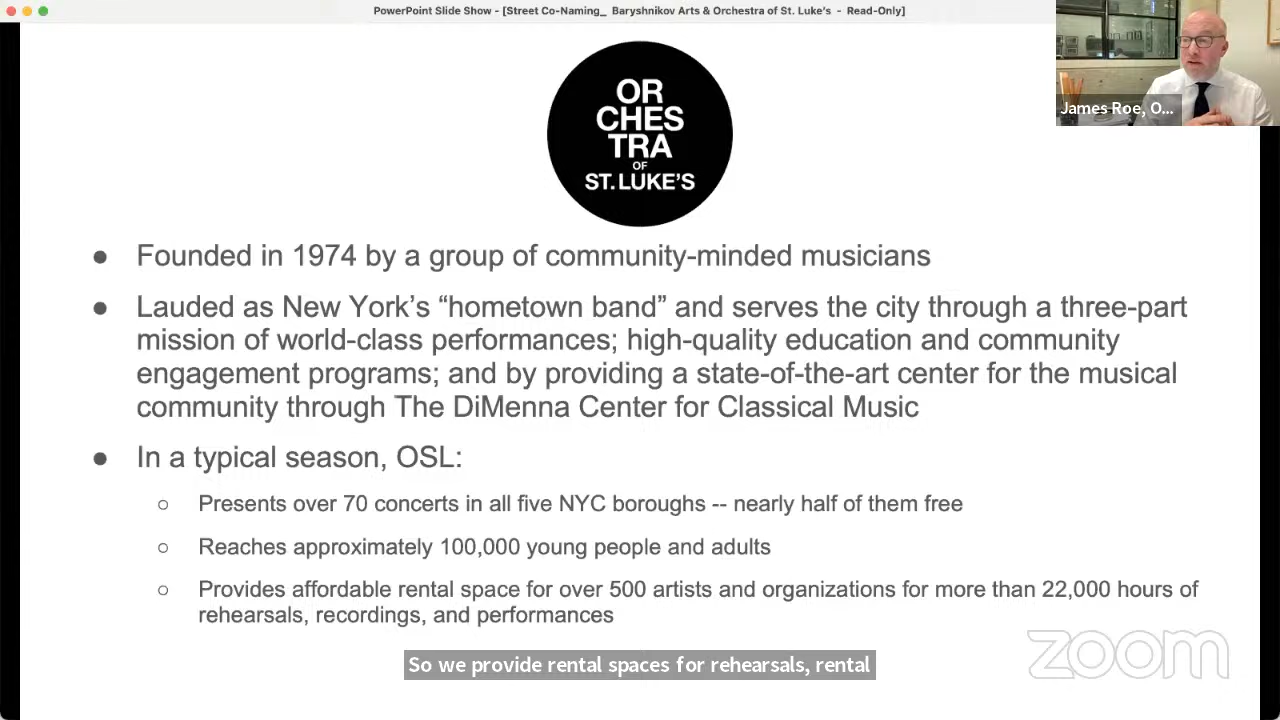 PowerPoint Slide Show - [Street Co-Naming_  Baryshnikov Arts & Orchestra of St. Luke's  -  Read-Only]
James Roe, O...
OR
CHES
TRA
OF
ST. LUKE'S
● Founded in 1974 by a group of community-minded musicians
● Lauded as New York’s “hometown band” and serves the city through a three-part
mission of world-class performances; high-quality education and community
engagement programs; and by providing a state-of-the-art center for the musical
community through The DiMenna Center for Classical Music
● In a typical season, OSL:
○ Presents over 70 concerts in all five NYC boroughs -- nearly half of them free
○ Reaches approximately 100,000 young people and adults
○ Provides affordable rental space for over 500 artists and organizations for more than 22,000 hours of
rehearsals, recordings, and performances
So we provide rental spaces for rehearsals, rental
zoom